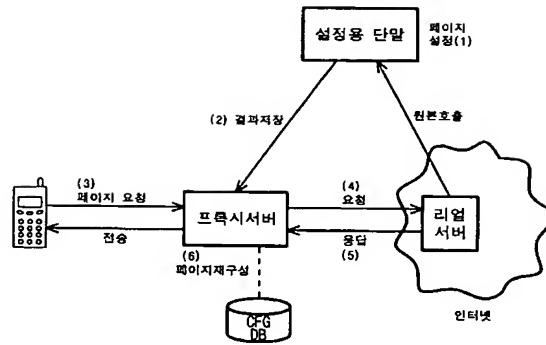 설정용 단말
페이지
설정(1)
(2) 결과저장
원본호출
(3)
페이지 요청
전송
프록시서버
(4)
요청
응답
(5)
리얼
서버
(6)
페이지재구성
인터넷
CFG
DB